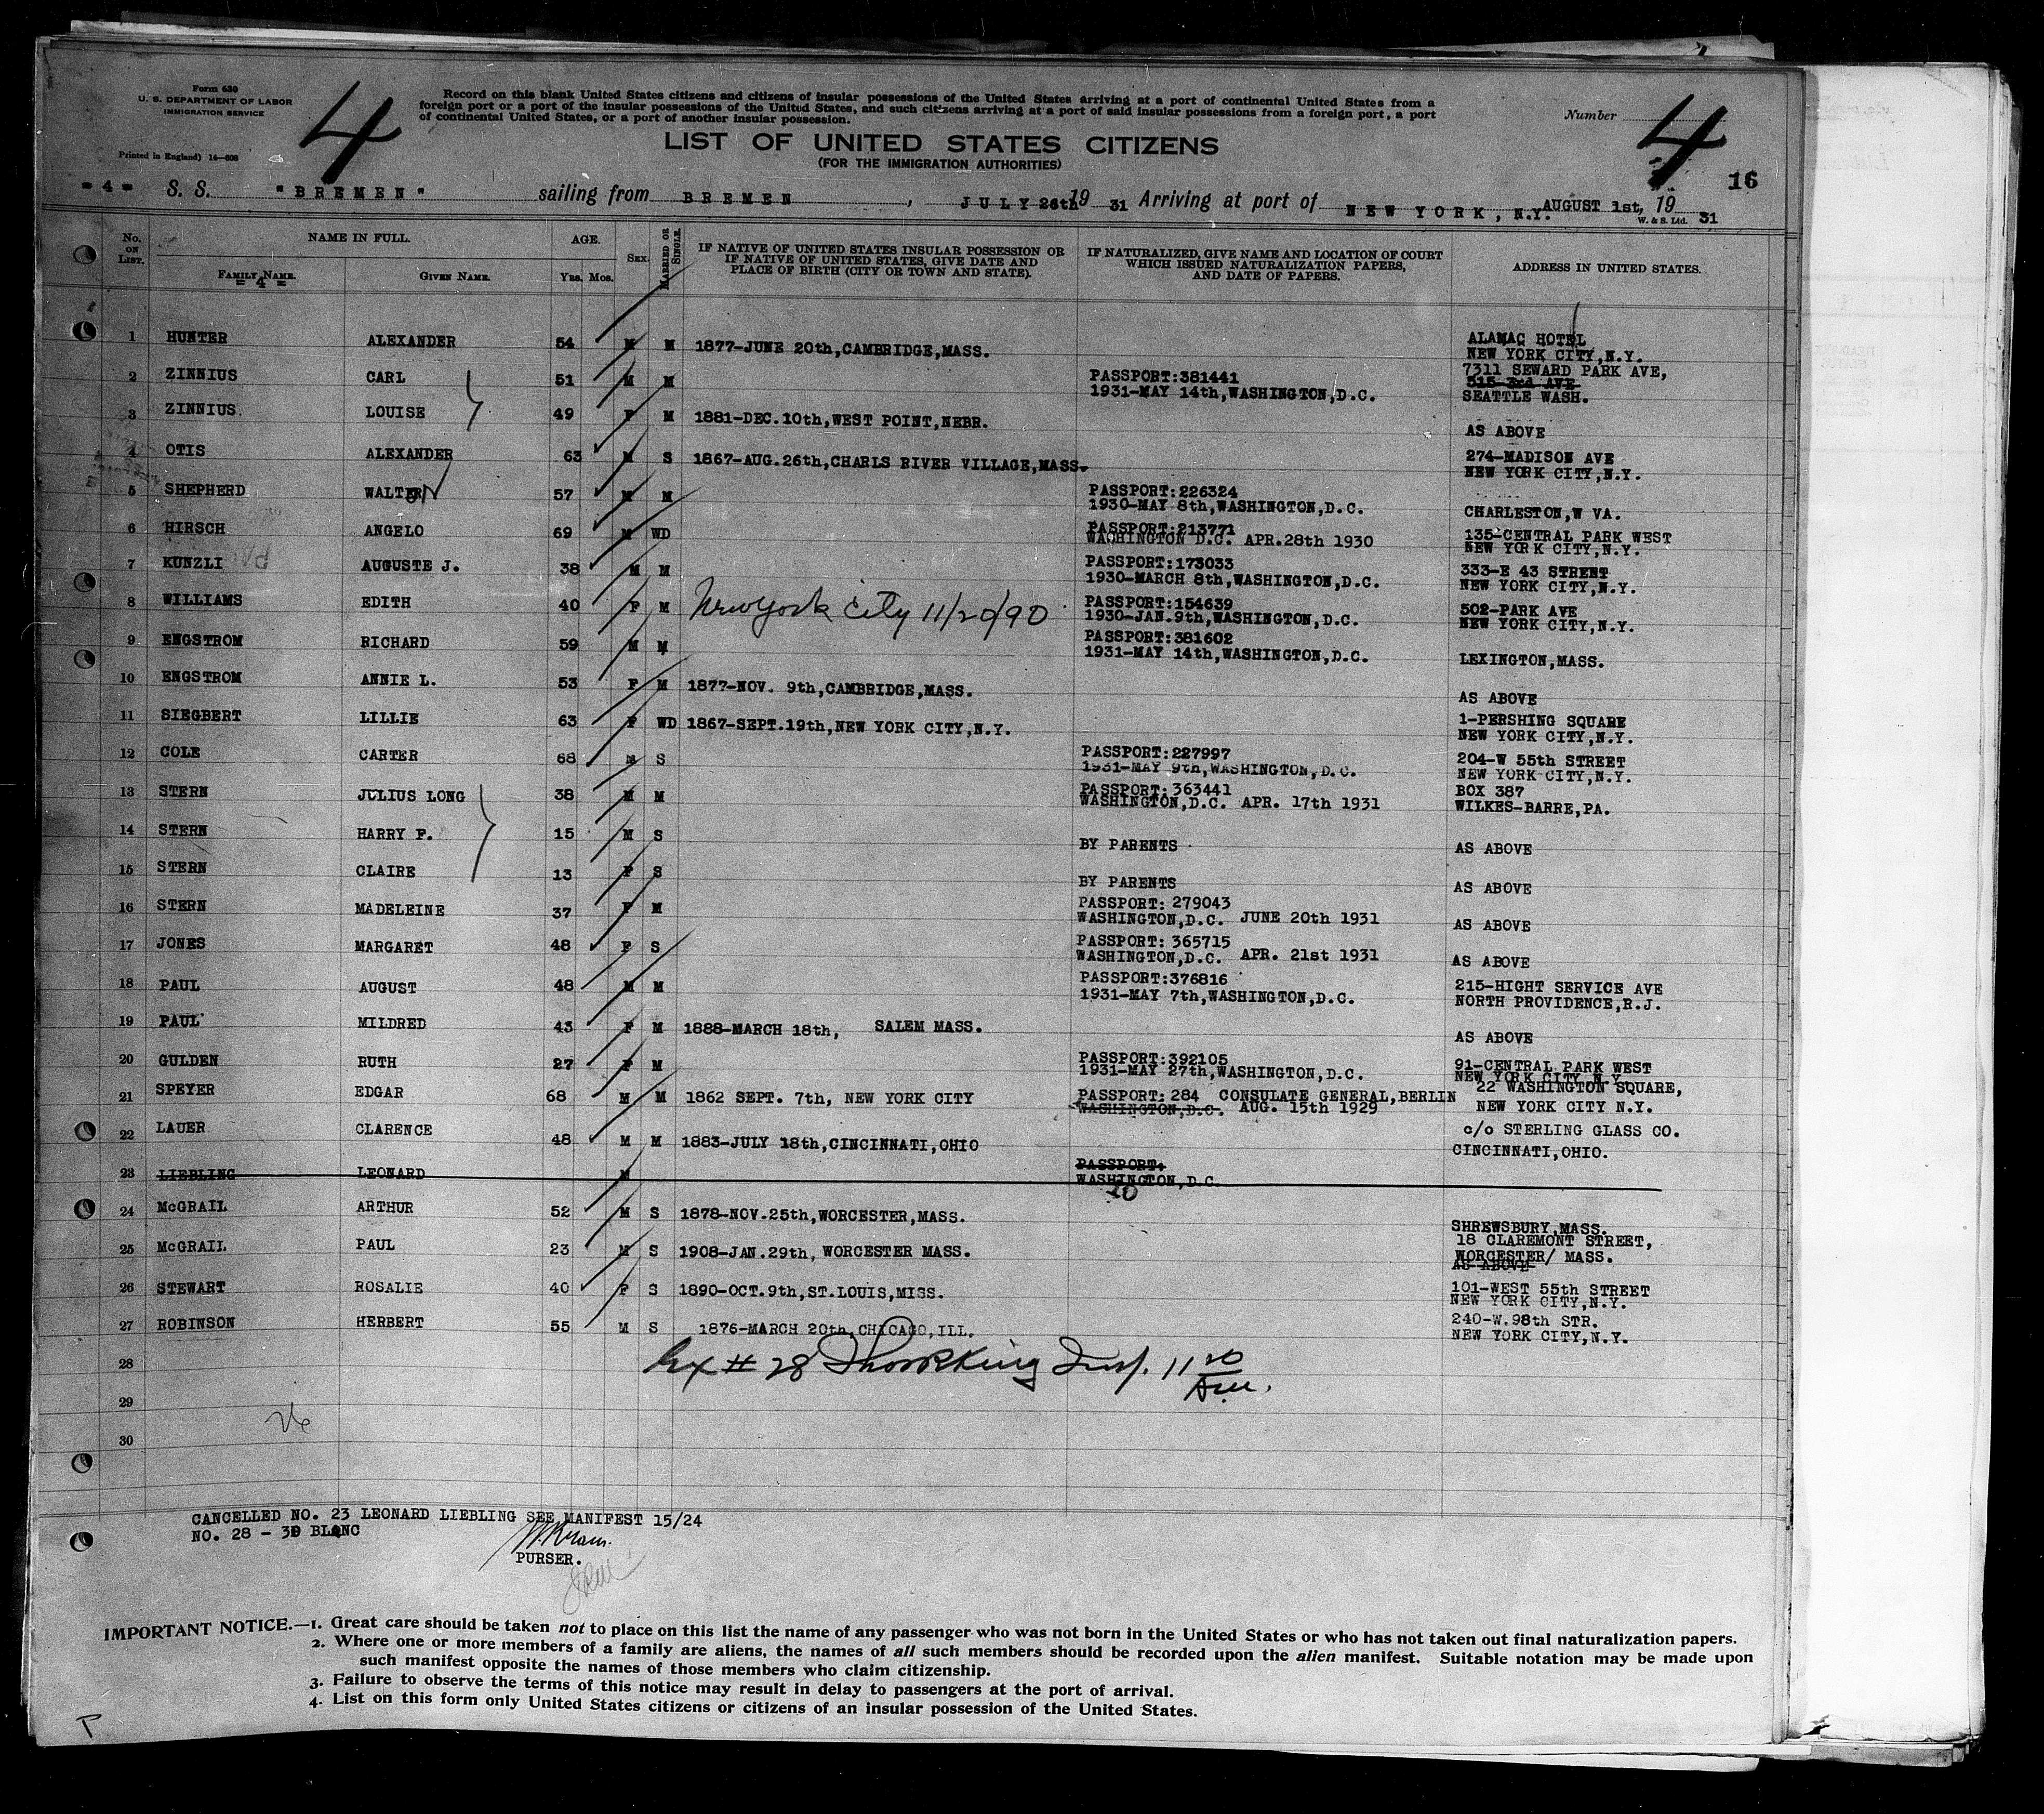 Form 630
U. S. DEPARTMENT OF LABOR
IMMIGRATION SERVICE
Printed in England) 14—608
4
Record on this blank United States citizens and citizens of insular possessions of the United States arriving at a port of continental United States from a
foreign port or a port of the insular possessions of the United States, and such citizens arriving at a port of said insular possessions from a foreign port, a port
of continental United States, or a port of another insular possession.
Number
4
LIST OF UNITED STATES CITIZENS
(FOR THE IMMIGRATION AUTHORITIES)
16
- 4 - S. S. "BREMEN" sailing from BREMEN, JULY 26th 19 31 Arriving at port of NEW YORK, N.Y. AUGUST 1st, 19 31
W. & S. Ltd.
No. ON LIST. NAME IN FULL. AGE. SEX. MARRIED OR SINGLE. IF NATIVE OF UNITED STATES INSULAR POSSESSION OR IF NATIVE OF UNITED STATES, GIVE DATE AND PLACE OF BIRTH (CITY OR TOWN AND STATE). IF NATURALIZED, GIVE NAME AND LOCATION OF COURT WHICH ISSUED NATURALIZATION PAPERS, AND DATE OF PAPERS. ADDRESS IN UNITED STATES.
FAMILY NAME. GIVEN NAME. Yrs. Mos.
= 4 =
1 HUNTER ALEXANDER 54 M M 1877-JUNE 20th, CAMBRIDGE, MASS. ALAMAC HOTEL
NEW YORK CITY, N.Y.
2 ZINNIUS CARL 51 M M PASSPORT:381441 7311 SEWARD PARK AVE,
515-3rd AVE
1931-MAY 14th, WASHINGTON, D.C. SEATTLE WASH.
3 ZINNIUS. LOUISE 49 F M 1881-DEC.10th, WEST POINT, NEBR. AS ABOVE
4 OTIS ALEXANDER 63 M S 1867-AUG.26th, CHARLS RIVER VILLAGE, MASS. 274-MADISON AVE
NEW YORK CITY, N.Y.
5 SHEPHERD WALTER 57 M M PASSPORT:226324
1930-MAY 8th, WASHINGTON, D.C. CHARLESTON, W VA.
6 HIRSCH ANGELO 69 M WD PASSPORT:213771 135-CENTRAL PARK WEST
WASHINGTON D.C. APR.28th 1930 NEW YORK CITY, N.Y.
7 KUNZLI AUGUSTE J. 38 M M PASSPORT:173033 333-E 43 STREET
1930-MARCH 8th, WASHINGTON, D.C. NEW YORK CITY, N.Y.
8 WILLIAMS EDITH 40 F M New York City 11/20/90 PASSPORT:154639 502-PARK AVE
1930-JAN.9th, WASHINGTON, D.C. NEW YORK CITY, N.Y.
9 ENGSTROM RICHARD 59 M M PASSPORT:381602
1931-MAY 14th, WASHINGTON, D.C. LEXINGTON, MASS.
10 ENGSTROM ANNIE L. 53 F M 1877-NOV. 9th, CAMBRIDGE, MASS. AS ABOVE
11 SIEGBERT LILLIE 63 F WD 1867-SEPT.19th, NEW YORK CITY, N.Y. 1-PERSHING SQUARE
NEW YORK CITY, N.Y.
12 COLE CARTER 68 M S PASSPORT:227997 204-W 55th STREET
1931-MAY 9th, WASHINGTON, D.C. NEW YORK CITY, N.Y.
13 STERN JULIUS LONG 38 M M PASSPORT: 363441 BOX 387
WASHINGTON, D.C. APR. 17th 1931 WILKES-BARRE, PA.
14 STERN HARRY F. 15 M S BY PARENTS AS ABOVE
15 STERN CLAIRE 13 F S BY PARENTS AS ABOVE
16 STERN MADELEINE 37 F M PASSPORT: 279043
WASHINGTON, D.C. JUNE 20th 1931 AS ABOVE
17 JONES MARGARET 48 F S PASSPORT: 365715
WASHINGTON, D.C. APR. 21st 1931 AS ABOVE
18 PAUL AUGUST 48 M M PASSPORT:376816 215-HIGHT SERVICE AVE
1931-MAY 7th, WASHINGTON, D.C. NORTH PROVIDENCE, R.J.
19 PAUL MILDRED 43 F M 1888-MARCH 18th, SALEM MASS. AS ABOVE
20 GULDEN RUTH 27 F M PASSPORT:392105 91-CENTRAL PARK WEST
1931-MAY 27th, WASHINGTON, D.C. NEW YORK CITY N.Y.
21 SPEYER EDGAR 68 M M 1862 SEPT. 7th, NEW YORK CITY PASSPORT: 284 CONSULATE GENERAL, BERLIN 22 WASHINGTON SQUARE,
WASHINGTON, D.C. AUG. 15th 1929 NEW YORK CITY N.Y.
22 LAUER CLARENCE 48 M M 1883-JULY 18th, CINCINNATI, OHIO c/o STERLING GLASS CO.
CINCINNATI, OHIO.
23 LIEBLING LEONARD M PASSPORT:
WASHINGTON, D.C.
20
24 McGRAIL ARTHUR 52 M S 1878-NOV.25th, WORCESTER, MASS. SHREWSBURY, MASS.
25 McGRAIL PAUL 23 M S 1908-JAN.29th, WORCESTER MASS. 18 CLAREMONT STREET,
WORCESTER/ MASS.
AS ABOVE
26 STEWART ROSALIE 40 F S 1890-OCT.9th, ST.LOUIS, MISS. 101-WEST 55th STREET
NEW YORK CITY, N.Y.
27 ROBINSON HERBERT 55 M S 1876-MARCH 20th, CHICAGO, ILL. 240-W.98th STR.
NEW YORK CITY, N.Y.
28 Ex # 28 Insp. 11
29
30
26
CANCELLED NO. 23 LEONARD LIEBLING SEE MANIFEST 15/24
NO. 28 - 30 BLANC
PURSER.
IMPORTANT NOTICE.—1. Great care should be taken not to place on this list the name of any passenger who was not born in the United States or who has not taken out final naturalization papers.
2. Where one or more members of a family are aliens, the names of all such members should be recorded upon the alien manifest. Suitable notation may be made upon
such manifest opposite the names of those members who claim citizenship.
3. Failure to observe the terms of this notice may result in delay to passengers at the port of arrival.
4. List on this form only United States citizens or citizens of an insular possession of the United States.